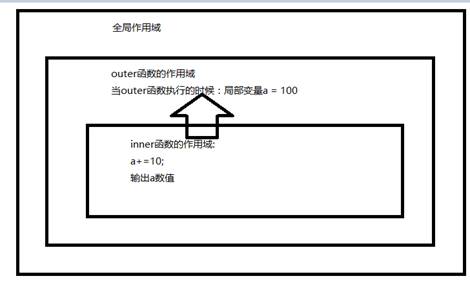 全局作用域
outer函数的作用域
当outer函数执行的时候：局部变量a = 100
inner函数的作用域:
a+=10;
输出a数值